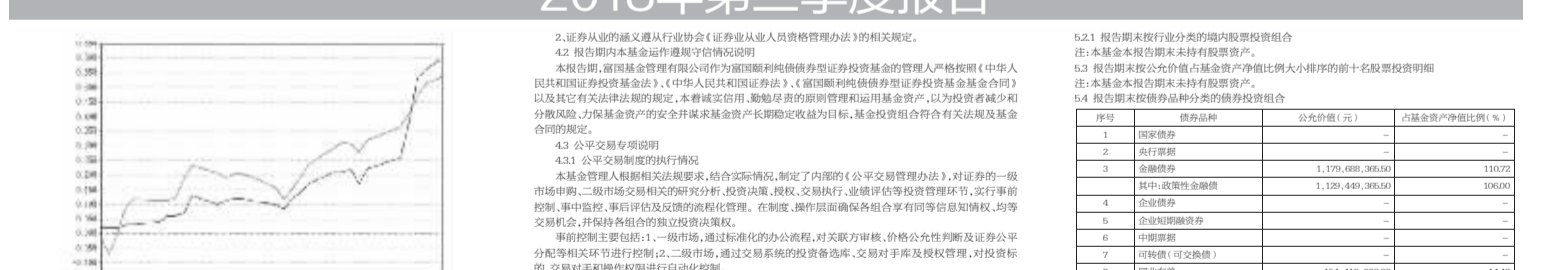 2018年第三季度报告
2、证券从业的涵义遵从行业协会《证券业从业人员资格管理办法》的相关规定。
4.2 报告期内本基金运作遵规守信情况说明
本报告期,富国基金管理有限公司作为富国颐利纯债债券型证券投资基金的管理人严格按照《中华人
民共和国证券投资基金法》、《中华人民共和国证券法》、《富国颐利纯债债券型证券投资基金基金合同》
以及其它有关法律法规的规定,本着诚实信用、勤勉尽责的原则管理和运用基金资产,以为投资者减少和
分散风险、力保基金资产的安全并谋求基金资产长期稳定收益为目标,基金投资组合符合有关法规及基金
合同的规定。
4.3 公平交易专项说明
4.3.1 公平交易制度的执行情况
本基金管理人根据相关法规要求,结合实际情况,制定了内部的《公平交易管理办法》,对证券的一级
市场申购、二级市场交易相关的研究分析、投资决策、授权、交易执行、业绩评估等投资管理环节,实行事前
控制、事中监控、事后评估及反馈的流程化管理。在制度、操作层面确保各组合享有同等信息知情权、均等
交易机会,并保持各组合的独立投资决策权。
事前控制主要包括:1、一级市场,通过标准化的办公流程,对关联方审核、价格公允性判断及证券公平
分配等相关环节进行控制;2、二级市场,通过交易系统的投资备选库、交易对手库及授权管理,对投资标
的、交易对手和操作权限进行自动化控制。
5.2.1 报告期末按行业分类的境内股票投资组合
注:本基金本报告期末未持有股票资产。
5.3 报告期末按公允价值占基金资产净值比例大小排序的前十名股票投资明细
注:本基金本报告期末未持有股票资产。
5.4 报告期末按债券品种分类的债券投资组合
序号 债券品种 公允价值(元) 占基金资产净值比例(%)
1 国家债券 – –
2 央行票据 – –
3 金融债券 1,179,688,365.50 110.72
其中:政策性金融债 1,129,449,365.50 106.00
4 企业债券 – –
5 企业短期融资券 – –
6 中期票据 – –
7 可转债(可交换债) – –